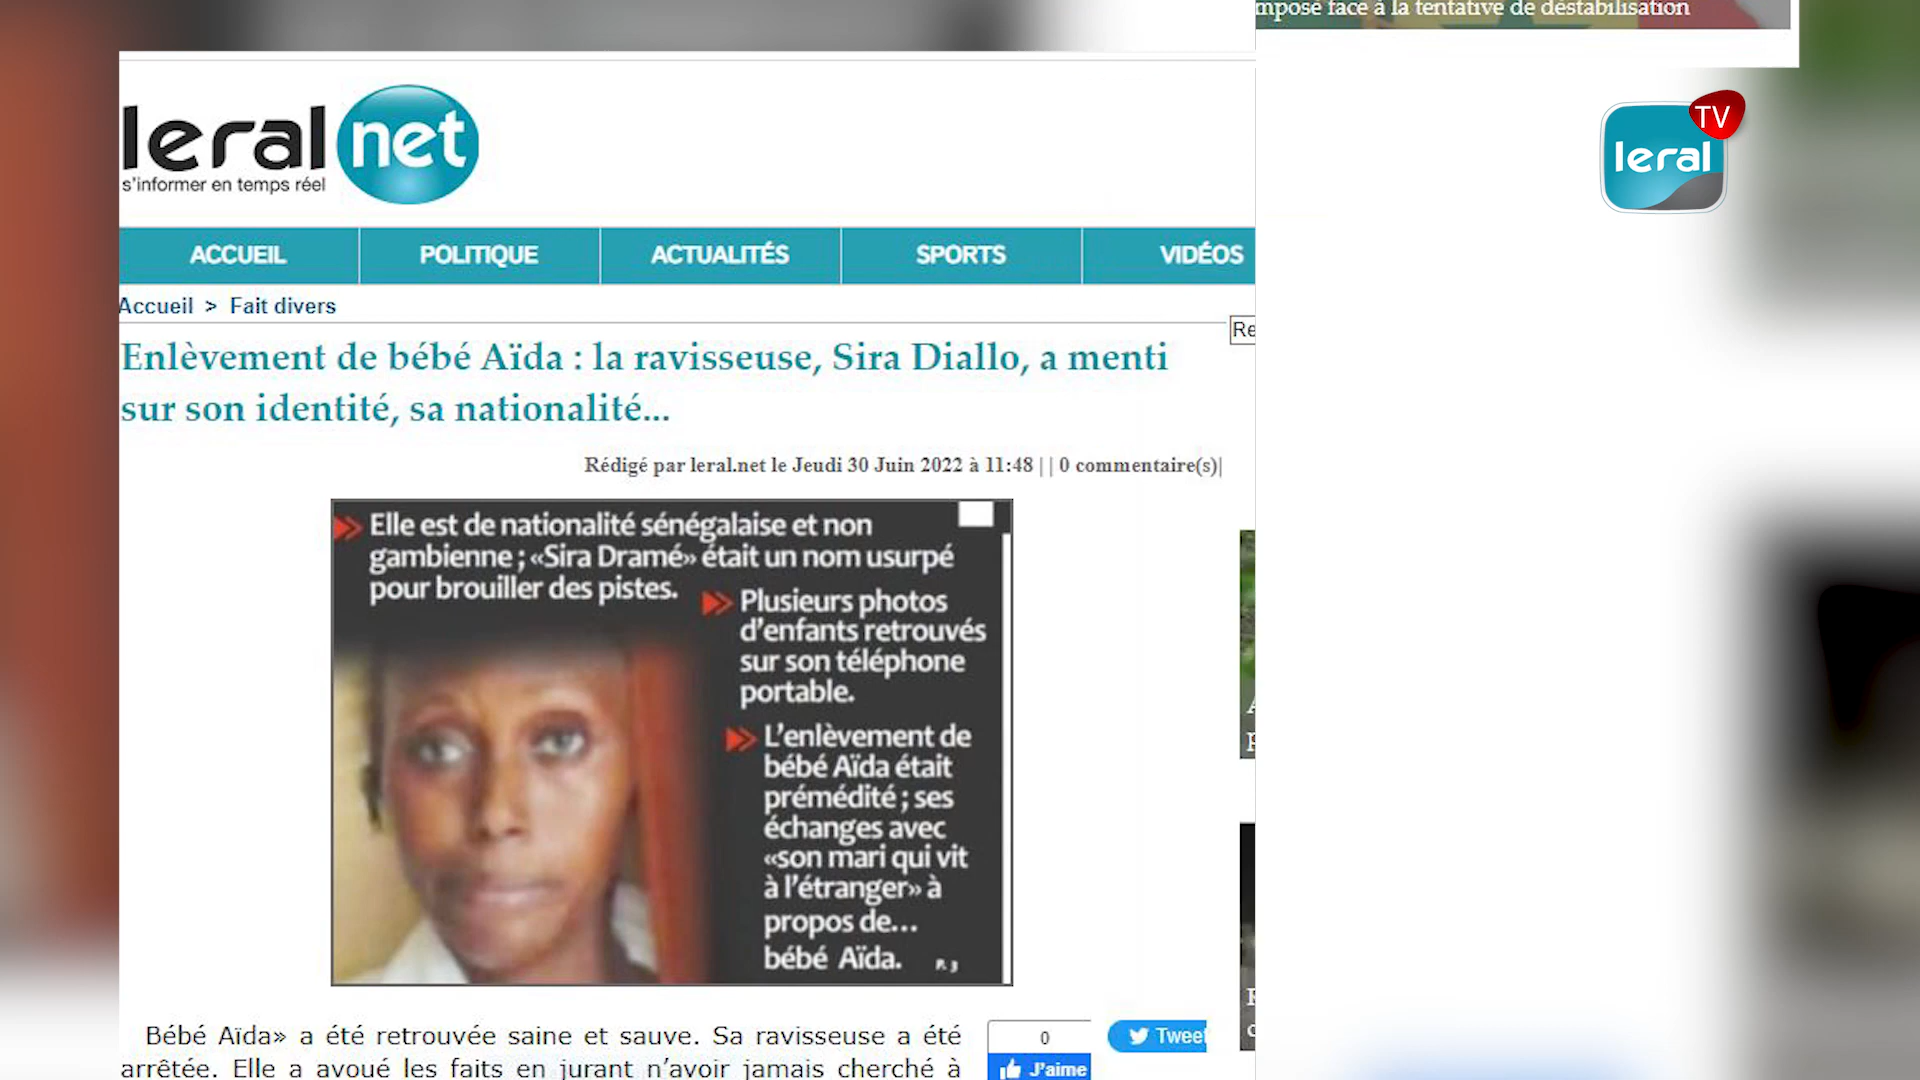 mposé face à la tentative de déstabilisation
TV
leral
leral net
s'informer en temps réel
ACCUEIL
POLITIQUE
ACTUALITÉS
SPORTS
VIDÉOS
Accueil > Fait divers
Re
Enlèvement de bébé Aïda : la ravisseuse, Sira Diallo, a menti
sur son identité, sa nationalité...
Rédigé par leral.net le Jeudi 30 Juin 2022 à 11:48 | | 0 commentaire(s)|
Elle est de nationalité sénégalaise et non
gambienne ; «Sira Dramé» était un nom usurpé
pour brouiller des pistes.
Plusieurs photos
d'enfants retrouvés
sur son téléphone
portable.
L'enlèvement de
bébé Aïda était
prémédité ; ses
échanges avec
«son mari qui vit
à l'étranger» à
propos de...
bébé Aïda.
P. 3
Bébé Aïda» a été retrouvée saine et sauve. Sa ravisseuse a été
arrêtée. Elle a avoué les faits en jurant n'avoir jamais cherché à
0
J'aime
Tweet